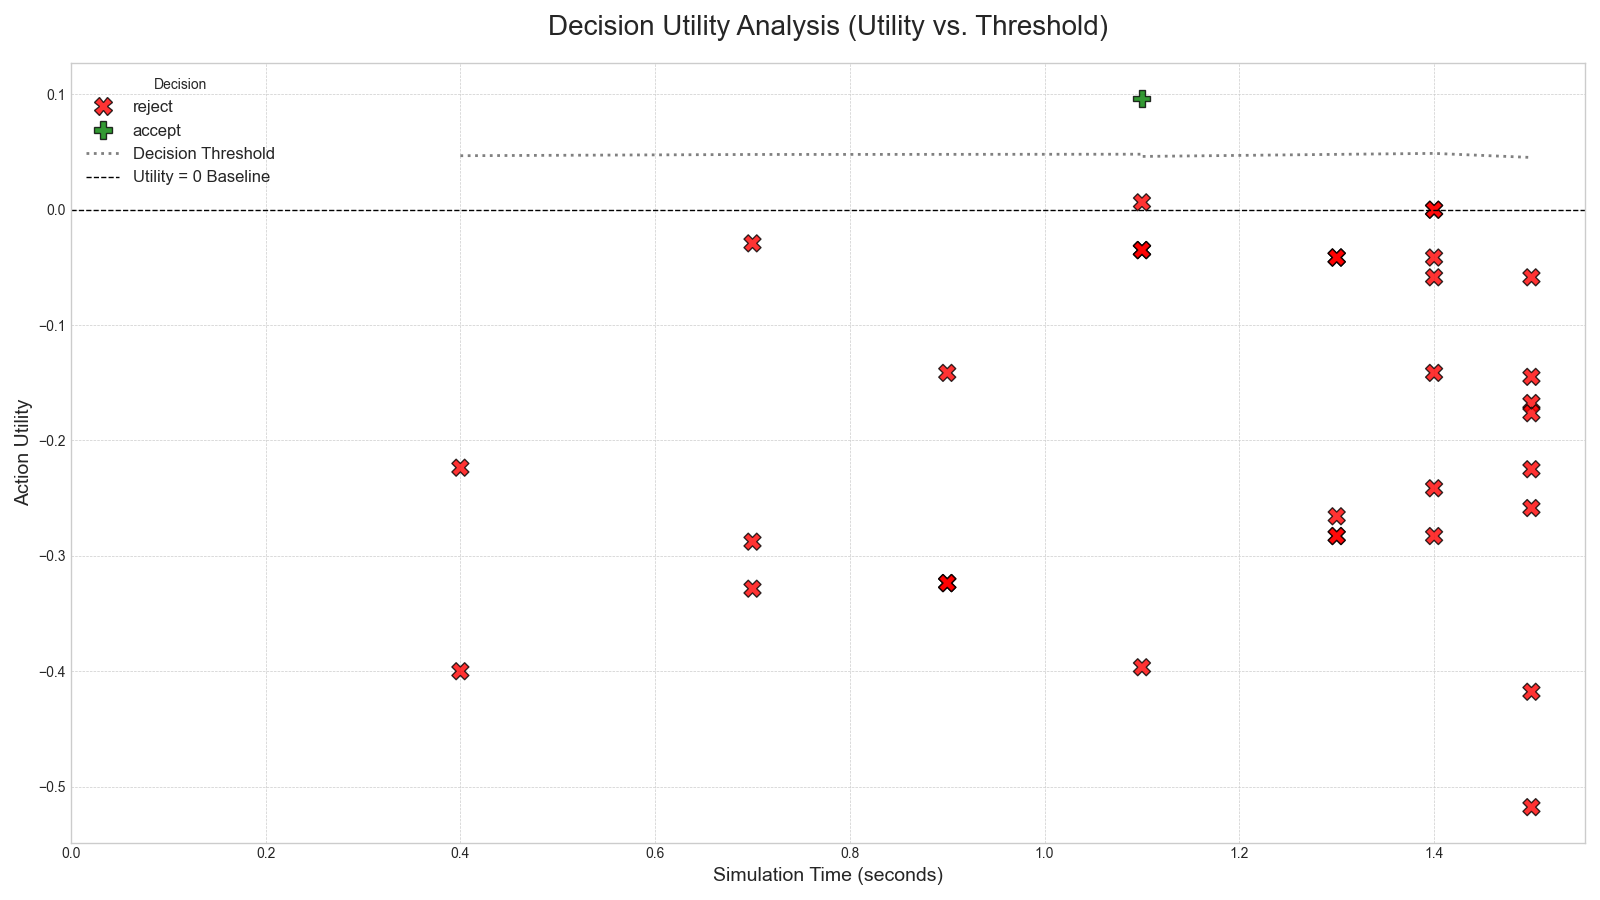 Decision Utility Analysis (Utility vs. Threshold)
Decision
reject
accept
Decision Threshold
Utility = 0 Baseline
Action Utility
0.1
0.0
−0.1
−0.2
−0.3
−0.4
−0.5
0.0 0.2 0.4 0.6 0.8 1.0 1.2 1.4
Simulation Time (seconds)